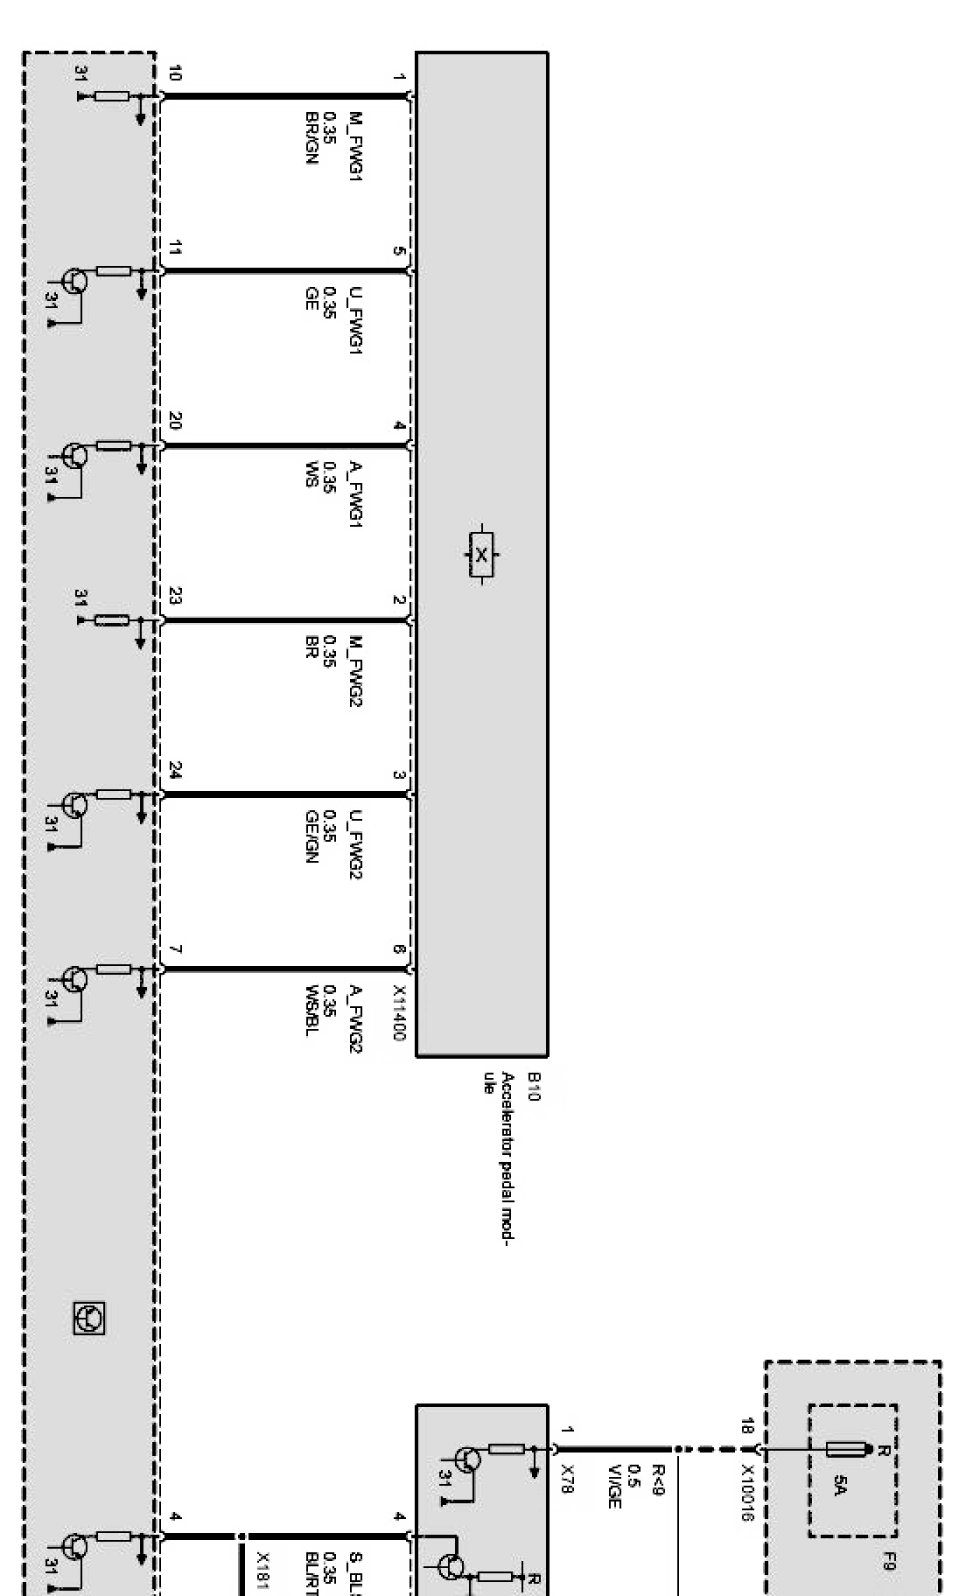 10
1
31
M_FWG1
0.35
BR/GN
11
5
31
U_FWG1
0.35
GE
20
4
31
A_FWG1
0.35
WS
X
23
2
31
M_FWG2
0.35
BR
24
3
31
U_FWG2
0.35
GE/GN
7
6
X11400
31
A_FWG2
0.35
WS/BL
B10
Accelerator pedal mod-
ule
1
X78
18
X10016
R
5A
F9
R<9
0.5
VI/GE
31
4
4
X181
S_BLS
0.35
BL/RT
31
R